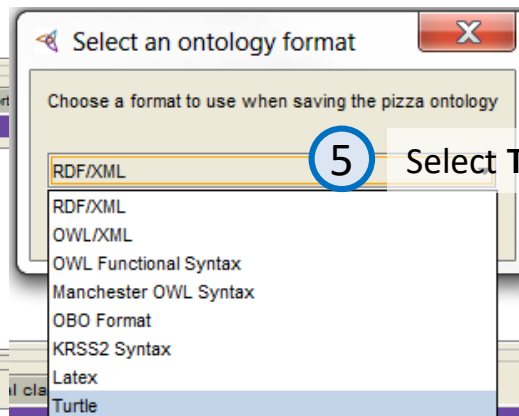 Select an ontology format
Choose a format to use when saving the pizza ontology
RDF/XML
5 Select
RDF/XML
OWL/XML
OWL Functional Syntax
Manchester OWL Syntax
OBO Format
KRSS2 Syntax
Latex
Turtle